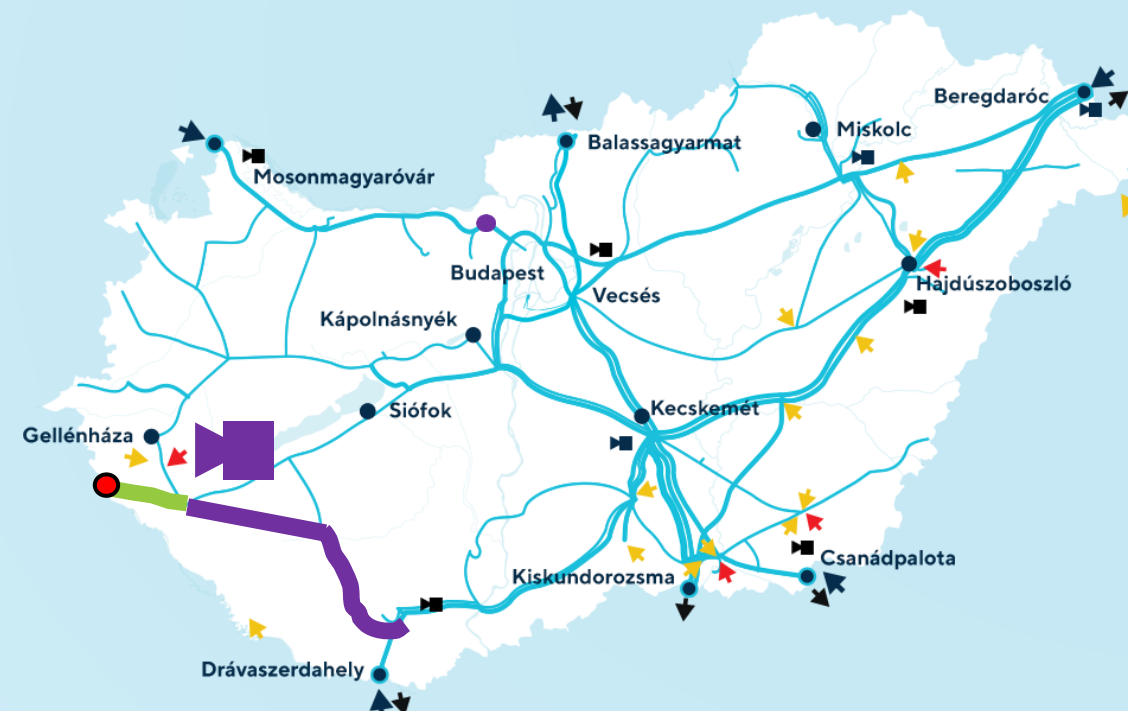 Beregdaróc
Miskolc
Balassagyarmat
Mosonmagyaróvár
Budapest
Hajdúszoboszló
Vecsés
Kápolnásnyék
Siófok
Kecskemét
Gellénháza
Csanádpalota
Kiskundorozsma
Drávaszerdahely